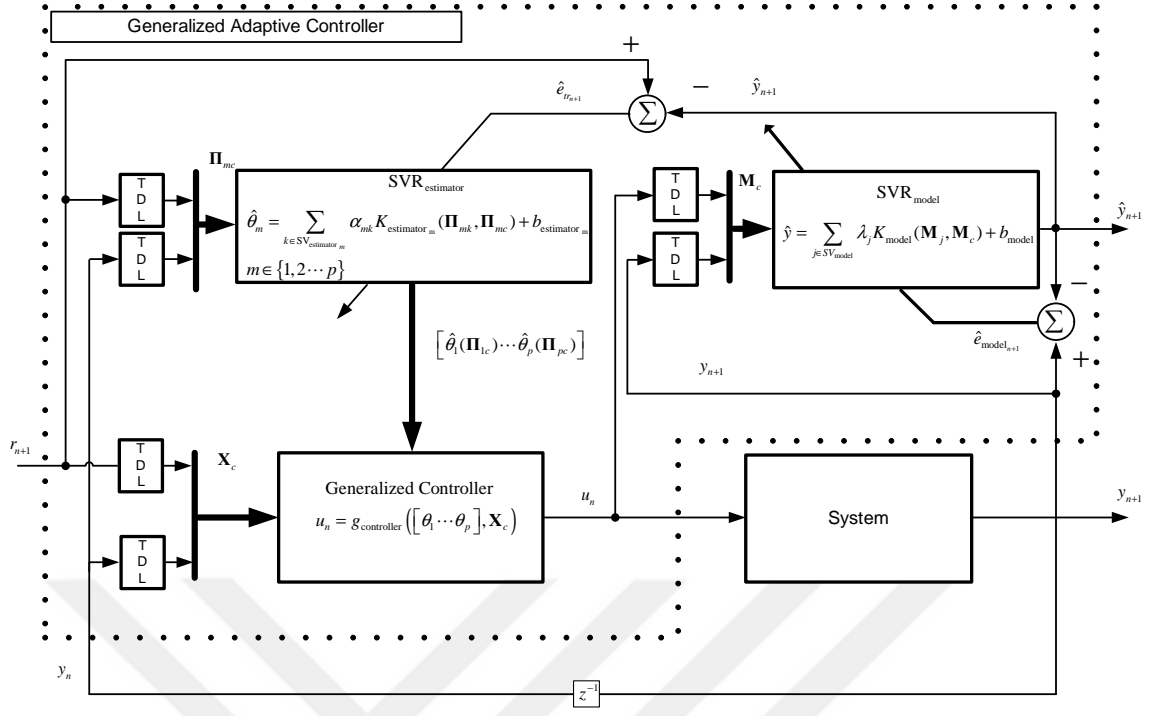 Generalized Adaptive Controller
+
−
ê_{tr_{n+1}}
Σ
ŷ_{n+1}
Π_{mc}
T D L
T D L
SVR_{estimator}
θ̂_m = ∑_{k∈SV_{estimator_m}} α_{mk} K_{estimator_m}(Π_{mk}, Π_{mc}) + b_{estimator_m}
m ∈ {1, 2 ⋯ p}
T D L
T D L
M_c
SVR_{model}
ŷ = ∑_{j∈SV_{model}} λ_j K_{model}(M_j, M_c) + b_{model}
ŷ_{n+1}
−
Σ
ê_{model_{n+1}}
+
[θ̂_1(Π_{1c}) ⋯ θ̂_p(Π_{pc})]
y_{n+1}
r_{n+1}
T D L
T D L
X_c
Generalized Controller
u_n = g_{controller}([θ_1 ⋯ θ_p], X_c)
u_n
System
y_{n+1}
y_n
z^{−1}